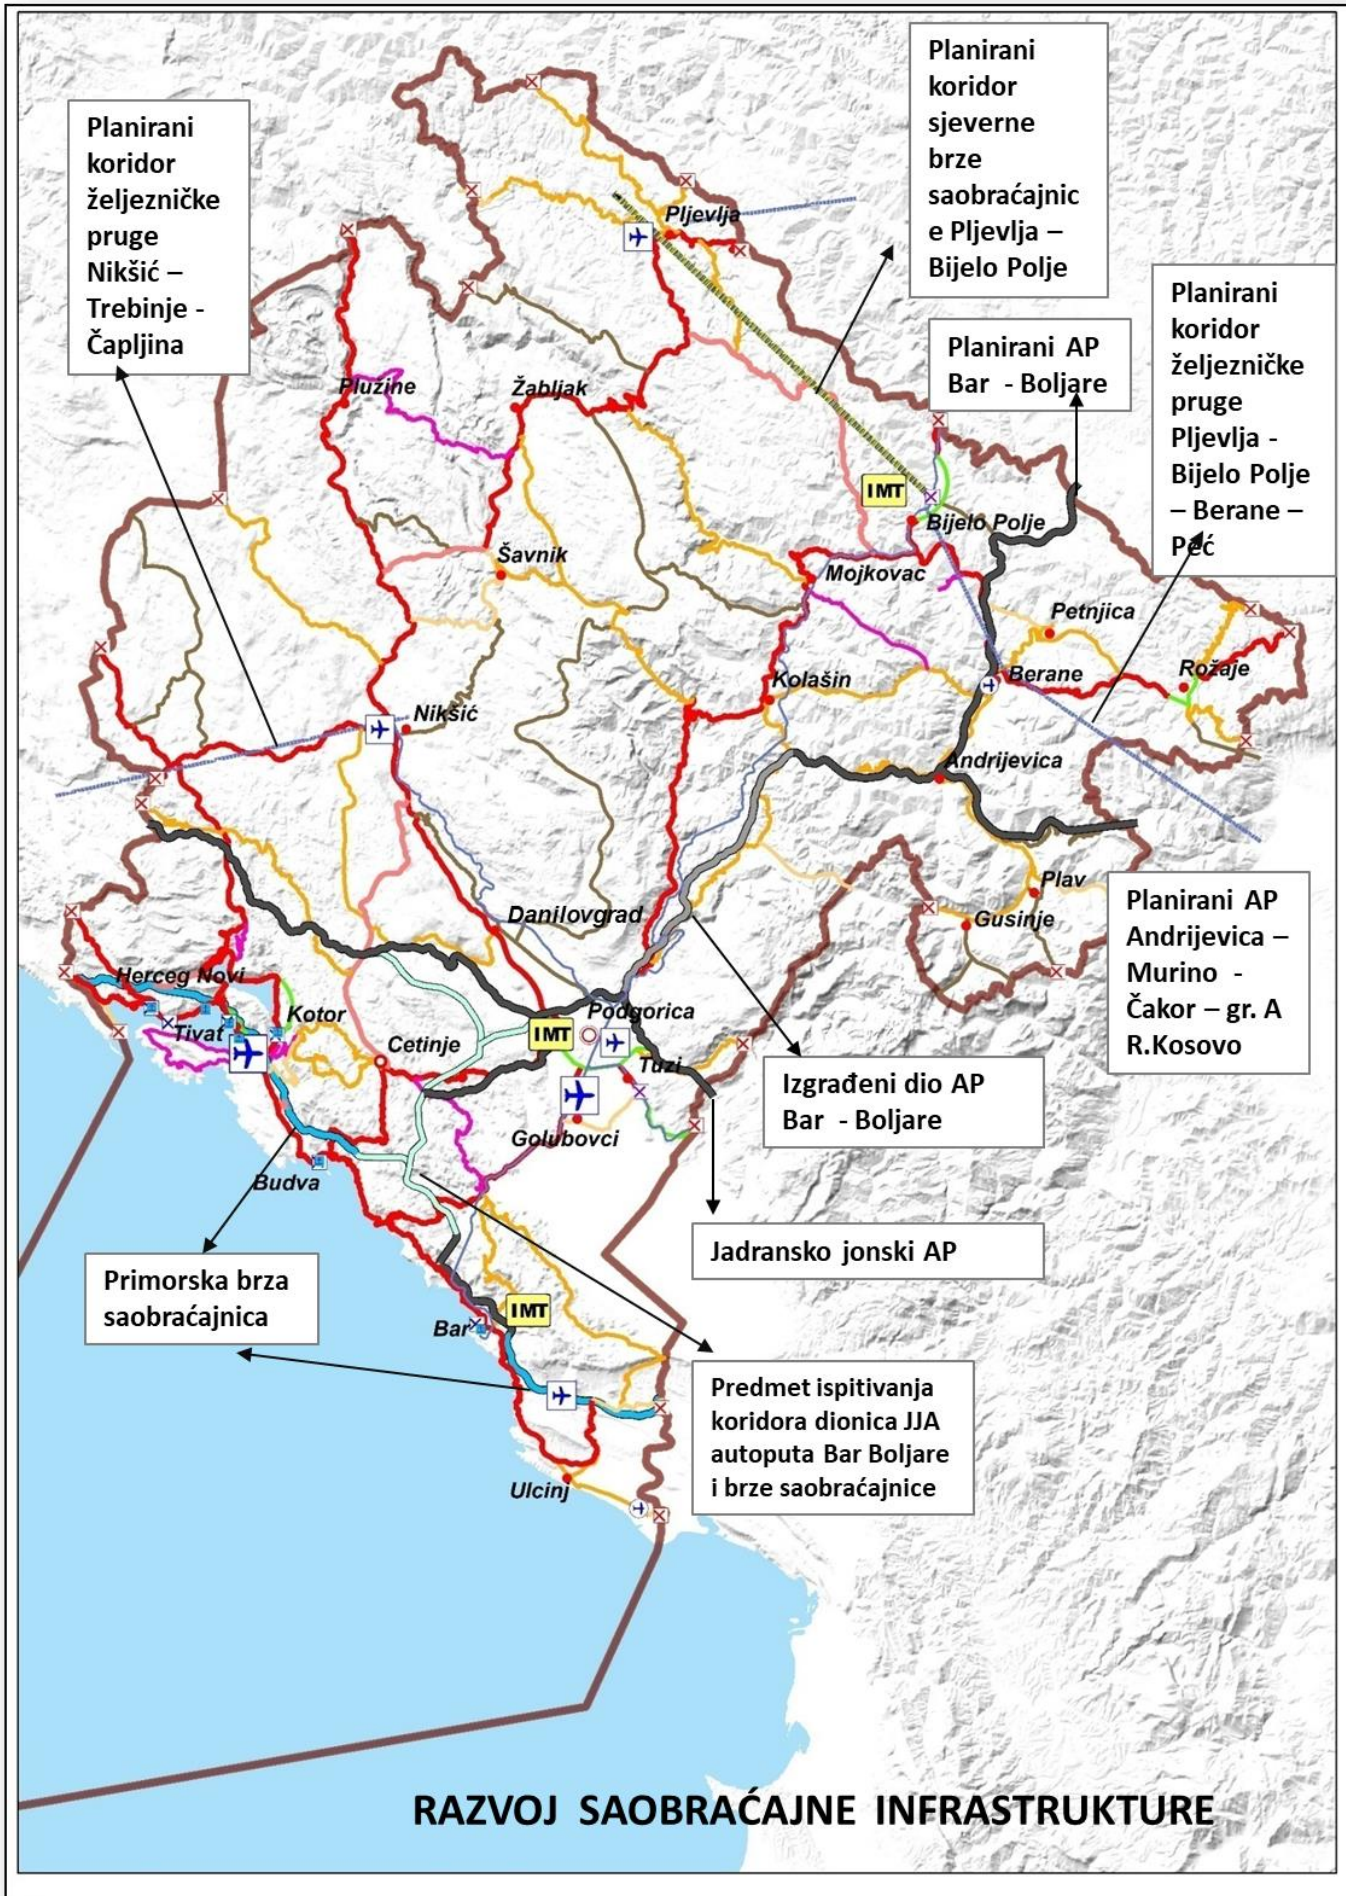 Planirani
koridor
sjeverne
brze
saobraćajnic
e Pljevlja –
Bijelo Polje
Planirani
koridor
željezničke
pruge
Nikšić –
Trebinje -
Čapljina
Planirani
koridor
željezničke
pruge
Pljevlja -
Bijelo Polje
– Berane –
Peć
Planirani AP
Bar - Boljare
Pljevlja
Plužine
Žabljak
IMT
Bijelo Polje
Šavnik
Mojkovac
Petnjica
Kolašin
Berane
Rožaje
Nikšić
Andrijevica
Plav
Gusinje
Danilovgrad
Planirani AP
Andrijevica –
Murino -
Čakor – gr. A
R.Kosovo
Herceg Novi
Kotor
Tivat
Cetinje
IMT
Podgorica
Tuzi
Golubovci
Izgrađeni dio AP
Bar - Boljare
Budva
Jadransko jonski AP
Primorska brza
saobraćajnica
IMT
Bar
Predmet ispitivanja
koridora dionica JJA
autoputa Bar Boljare
i brze saobraćajnice
Ulcinj
RAZVOJ SAOBRAĆAJNE INFRASTRUKTURE